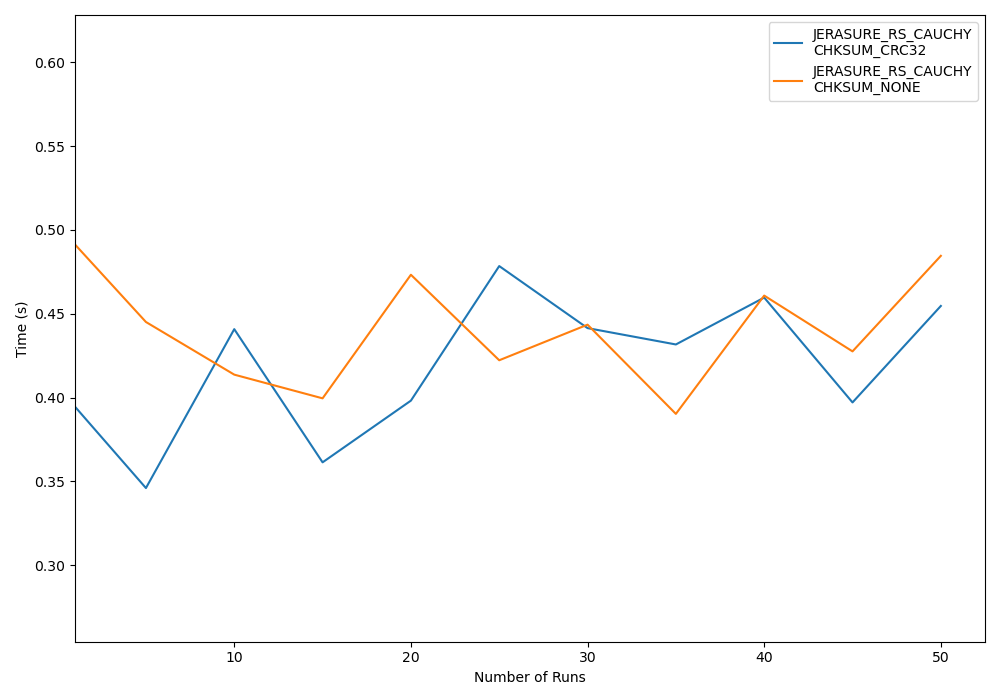 JERASURE_RS_CAUCHY
CHKSUM_CRC32
JERASURE_RS_CAUCHY
CHKSUM_NONE
0.60
0.55
0.50
0.45
0.40
0.35
0.30
Time (s)
10 20 30 40 50
Number of Runs